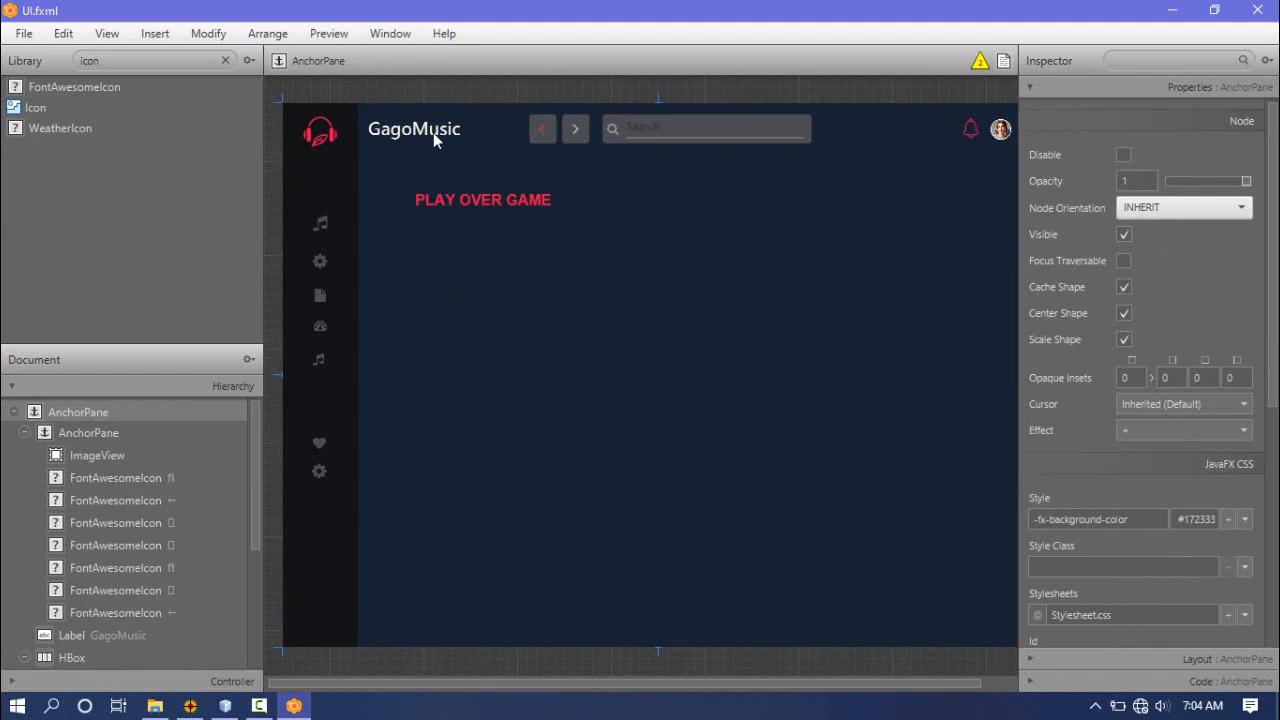 UI.fxml
File Edit View Insert Arrange Modify Preview Window Help
Library icon
AnchorPane
2
Inspector
FontAwesomeIcon
Icon
WeatherIcon
GagoMusic
Search
PLAY OVER GAME
Properties : AnchorPane
Node
Disable
Opacity 1
Node Orientation INHERIT
Visible
Focus Traversable
Cache Shape
Center Shape
Scale Shape
Opaque Insets 0 0 0 0
Cursor Inherited (Default)
Effect +
JavaFX CSS
Style
-fx-background-color #172333
Style Class
Stylesheets
@ Stylesheet.css
Id
Layout : AnchorPane
Code : AnchorPane
Document
Hierarchy
AnchorPane
AnchorPane
ImageView
FontAwesomeIcon
FontAwesomeIcon
FontAwesomeIcon
FontAwesomeIcon
FontAwesomeIcon
FontAwesomeIcon
FontAwesomeIcon
abc Label GagoMusic
HBox
Controller
7:04 AM